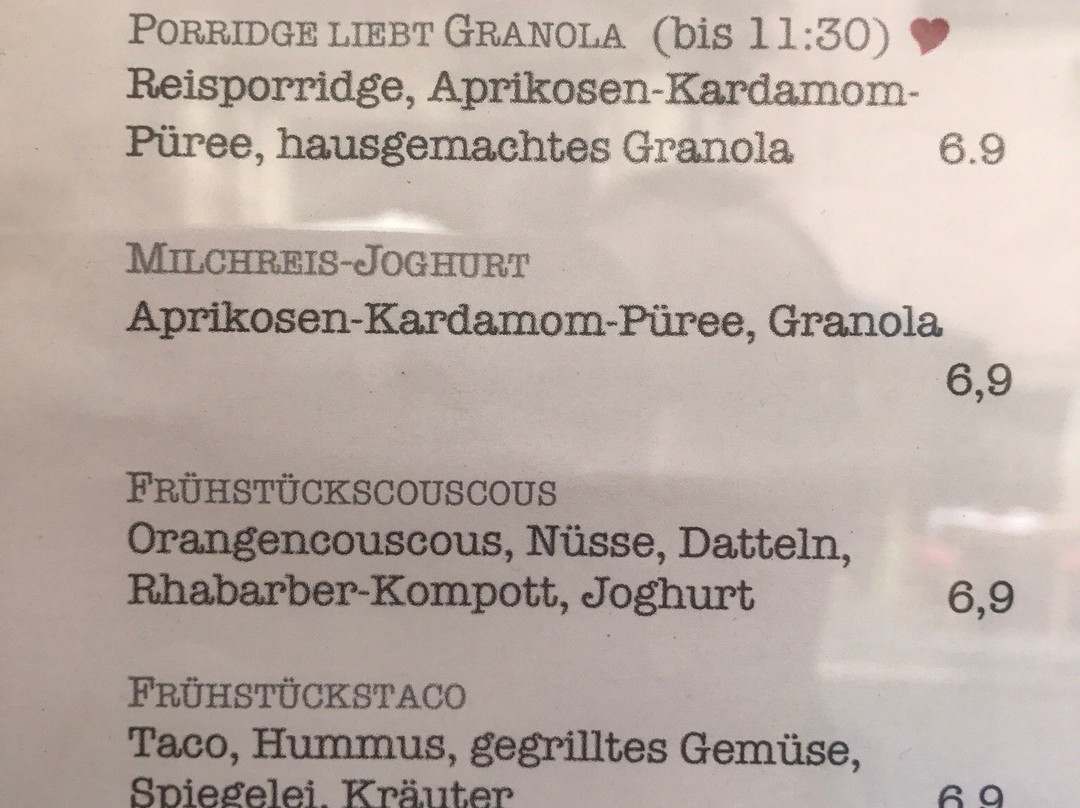 PORRIDGE LIEBT GRANOLA (bis 11:30) ♥
Reisporridge, Aprikosen-Kardamom-
Püree, hausgemachtes Granola 6.9
MILCHREIS-JOGHURT
Aprikosen-Kardamom-Püree, Granola
6,9
FRÜHSTÜCKSCOUSCOUS
Orangencouscous, Nüsse, Datteln,
Rhabarber-Kompott, Joghurt 6,9
FRÜHSTÜCKSTACO
Taco, Hummus, gegrilltes Gemüse,
Spiegelei, Kräuter 6,9